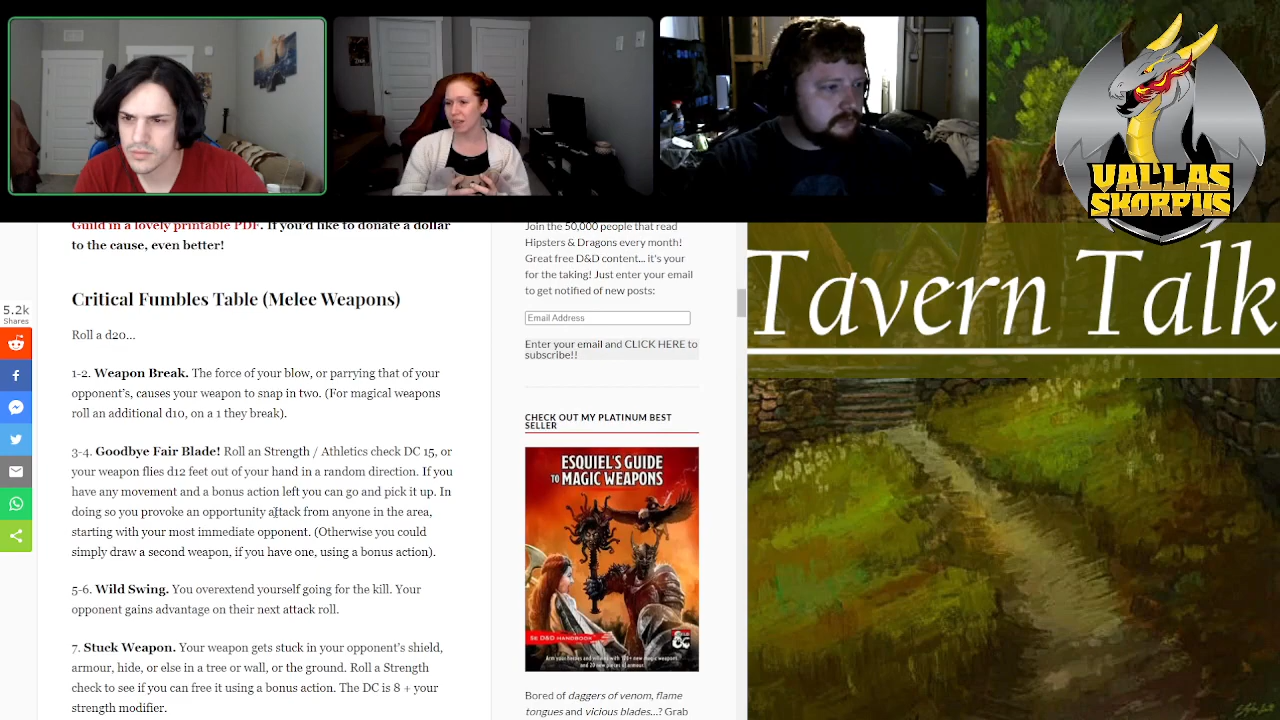 VALLAS
SKORPUS
Tavern Talk
Guild in a lovely printable PDF. If you'd like to donate a dollar
to the cause, even better!
Critical Fumbles Table (Melee Weapons)
Roll a d20...
1-2. Weapon Break. The force of your blow, or parrying that of your
opponent's, causes your weapon to snap in two. (For magical weapons
roll an additional d10, on a 1 they break).
3-4. Goodbye Fair Blade! Roll an Strength / Athletics check DC 15, or
your weapon flies d12 feet out of your hand in a random direction. If you
have any movement and a bonus action left you can go and pick it up. In
doing so you provoke an opportunity attack from anyone in the area,
starting with your most immediate opponent. (Otherwise you could
simply draw a second weapon, if you have one, using a bonus action).
5-6. Wild Swing. You overextend yourself going for the kill. Your
opponent gains advantage on their next attack roll.
7. Stuck Weapon. Your weapon gets stuck in your opponent's shield,
armour, hide, or else in a tree or wall, or the ground. Roll a Strength
check to see if you can free it using a bonus action. The DC is 8 + your
strength modifier.
5.2k
Shares
Join the 50,000 people that read
Hipsters & Dragons every month!
Great free D&D content... it's your
for the taking! Just enter your email
to get notified of new posts:
Email Address
Enter your email and CLICK HERE to
subscribe!!
CHECK OUT MY PLATINUM BEST
SELLER
ESQUIEL'S GUIDE
TO MAGIC WEAPONS
5E D&D HANDBOOK
Bored of daggers of venom, flame
tongues and vicious blades...? Grab